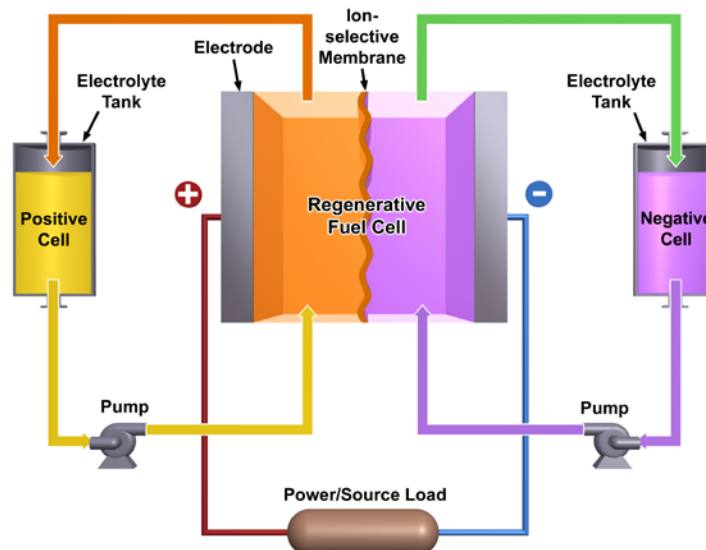 Ion-
selective
Membrane
Electrode
Electrolyte
Tank
Electrolyte
Tank
+
-
Positive
Cell
Regenerative
Fuel Cell
Negative
Cell
Pump
Pump
Power/Source Load